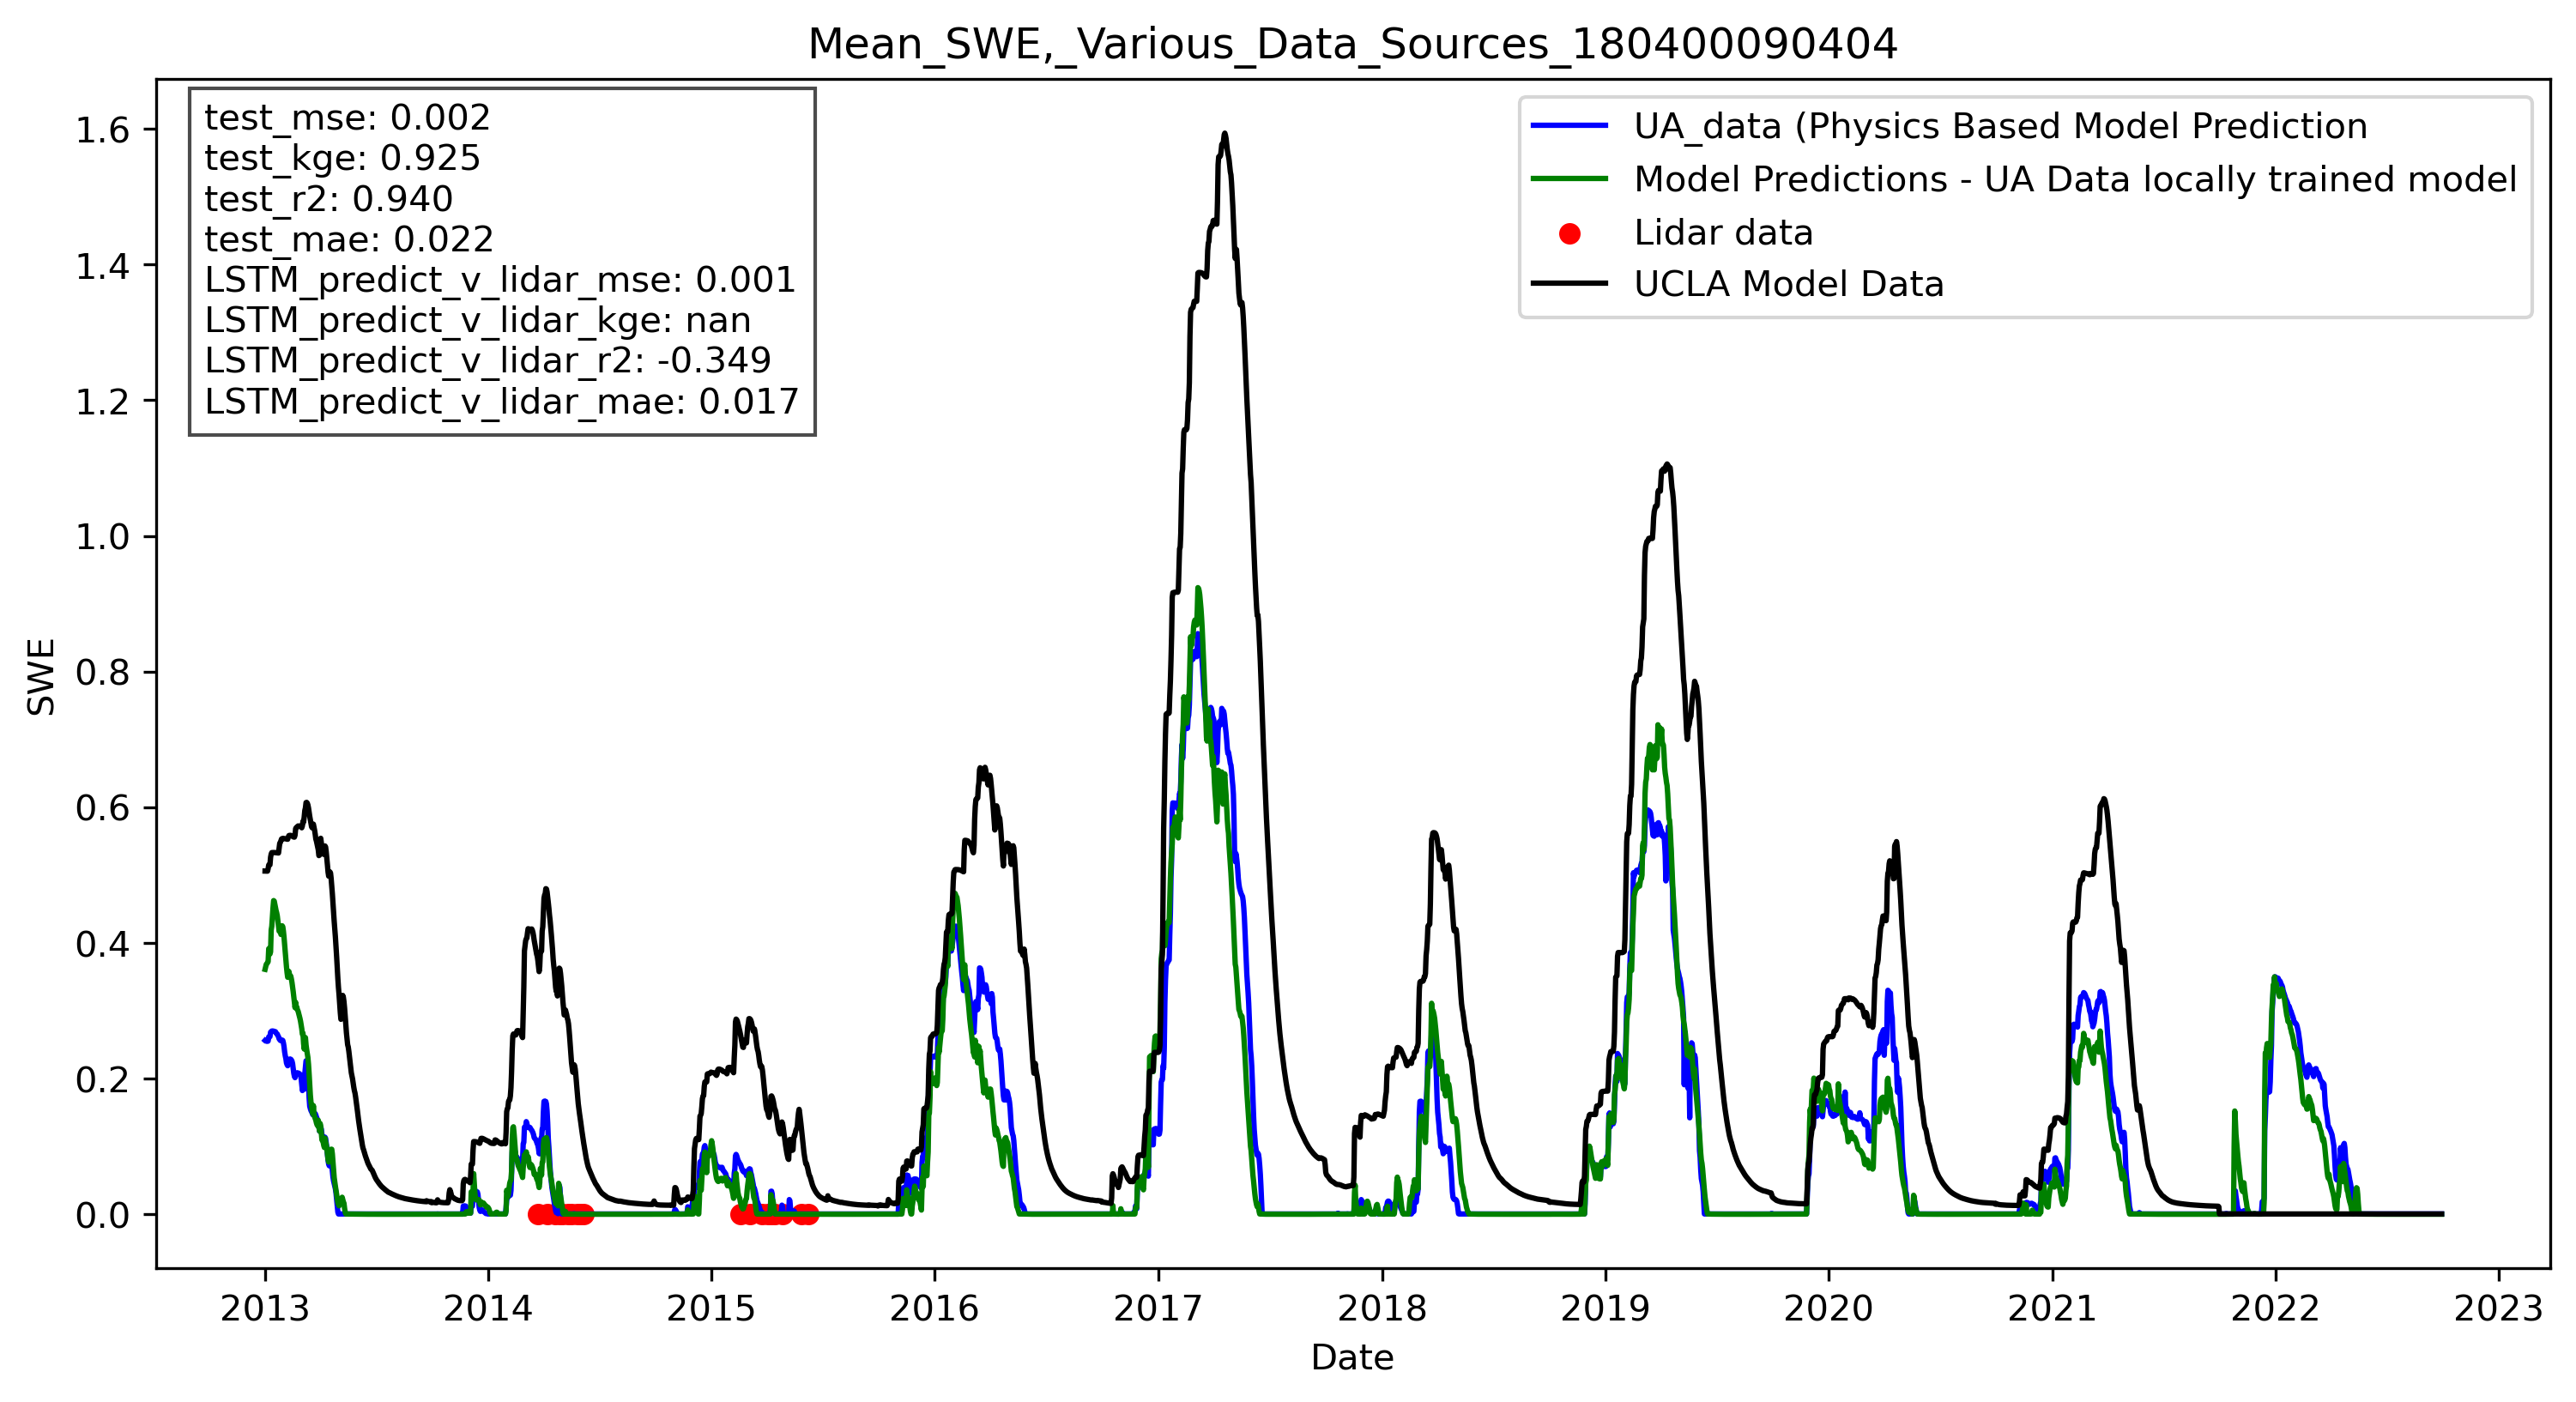 Mean_SWE,_Various_Data_Sources_180400090404
test_mse: 0.002
test_kge: 0.925
test_r2: 0.940
test_mae: 0.022
LSTM_predict_v_lidar_mse: 0.001
LSTM_predict_v_lidar_kge: nan
LSTM_predict_v_lidar_r2: -0.349
LSTM_predict_v_lidar_mae: 0.017
UA_data (Physics Based Model Prediction
Model Predictions - UA Data locally trained model
Lidar data
UCLA Model Data
1.6
1.4
1.2
1.0
0.8
0.6
0.4
0.2
0.0
SWE
2013 2014 2015 2016 2017 2018 2019 2020 2021 2022 2023
Date